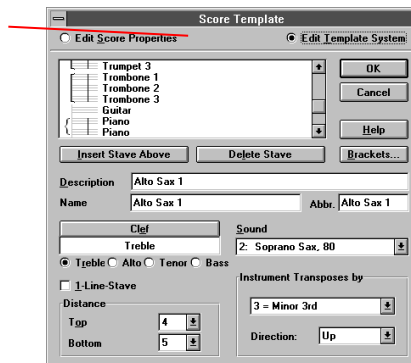 Score Template
Edit Score Properties Edit Template System
Trumpet 3
Trombone 1
Trombone 2
Trombone 3
Guitar
Piano
Piano
OK
Cancel
Help
Insert Stave Above Delete Stave Brackets...
Description Alto Sax 1
Name Alto Sax 1 Abbr. Alto Sax 1
Clef Sound
Treble 2: Soprano Sax, 80
Treble Alto Tenor Bass
1-Line-Stave
Instrument Transposes by
3 = Minor 3rd
Distance
Top 4
Bottom 5
Direction: Up